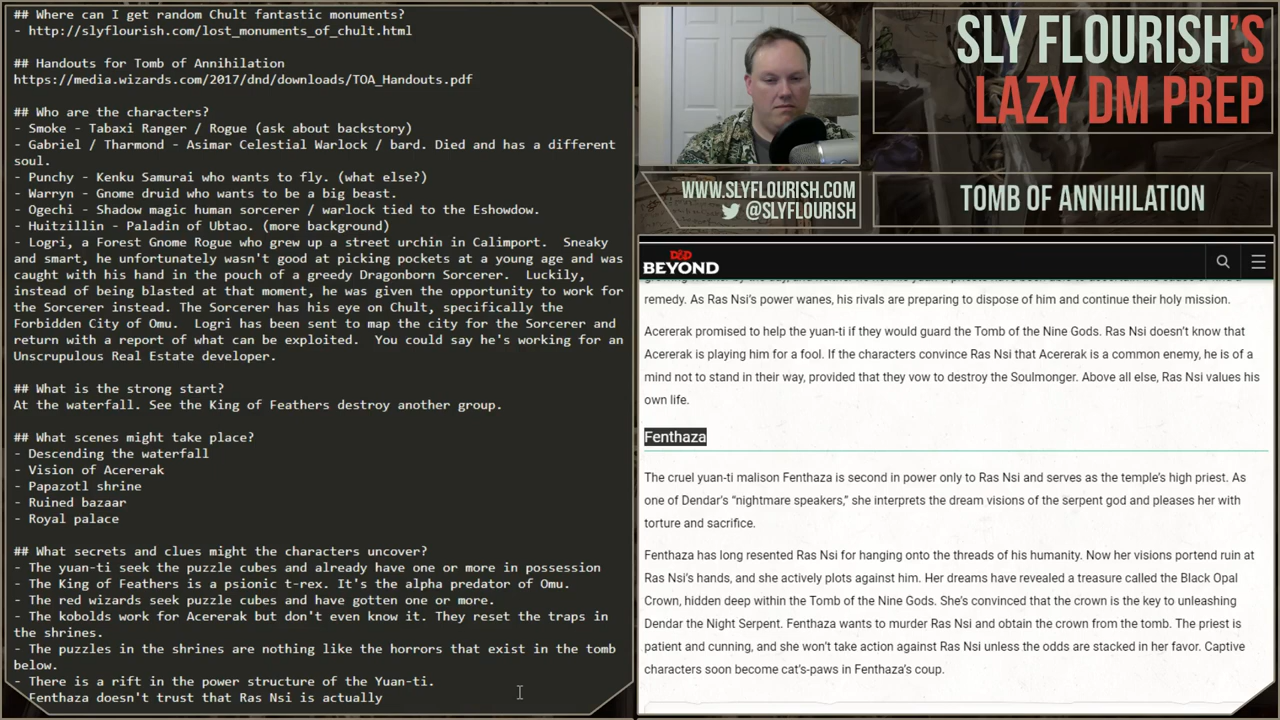 ## Where can I get random Chult fantastic monuments?
- http://slyflourish.com/lost_monuments_of_chult.html
## Handouts for Tomb of Annihilation
https://media.wizards.com/2017/dnd/downloads/TOA_Handouts.pdf
## Who are the characters?
- Smoke - Tabaxi Ranger / Rogue (ask about backstory)
- Gabriel / Tharmond - Asimar Celestial Warlock / bard. Died and has a different
soul.
- Punchy - Kenku Samurai who wants to fly. (what else?)
- Warryn - Gnome druid who wants to be a big beast.
- Ogechi - Shadow magic human sorcerer / warlock tied to the Eshowdow.
- Huitzillin - Paladin of Ubtao. (more background)
- Logri, a Forest Gnome Rogue who grew up a street urchin in Calimport. Sneaky
and smart, he unfortunately wasn't good at picking pockets at a young age and was
caught with his hand in the pouch of a greedy Dragonborn Sorcerer. Luckily,
instead of being blasted at that moment, he was given the opportunity to work for
the Sorcerer instead. The Sorcerer has his eye on Chult, specifically the
Forbidden City of Omu. Logri has been sent to map the city for the Sorcerer and
return with a report of what can be exploited. You could say he's working for an
Unscrupulous Real Estate developer.
## What is the strong start?
At the waterfall. See the King of Feathers destroy another group.
## What scenes might take place?
- Descending the waterfall
- Vision of Acererak
- Papazotl shrine
- Ruined bazaar
- Royal palace
## What secrets and clues might the characters uncover?
- The yuan-ti seek the puzzle cubes and already have one or more in possession
- The King of Feathers is a psionic t-rex. It's the alpha predator of Omu.
- The red wizards seek puzzle cubes and have gotten one or more.
- The kobolds work for Acererak but don't even know it. They reset the traps in
the shrines.
- The puzzles in the shrines are nothing like the horrors that exist in the tomb
below.
- There is a rift in the power structure of the Yuan-ti.
Fenthaza doesn't trust that Ras Nsi is actually
SLY FLOURISH'S
LAZY DM PREP
WWW.SLYFLOURISH.COM
@SLYFLOURISH
TOMB OF ANNIHILATION
D&D
BEYOND
remedy. As Ras Nsi's power wanes, his rivals are preparing to dispose of him and continue their holy mission.
Acererak promised to help the yuan-ti if they would guard the Tomb of the Nine Gods. Ras Nsi doesn't know that
Acererak is playing him for a fool. If the characters convince Ras Nsi that Acererak is a common enemy, he is of a
mind not to stand in their way, provided that they vow to destroy the Soulmonger. Above all else, Ras Nsi values his
own life.
Fenthaza
The cruel yuan-ti malison Fenthaza is second in power only to Ras Nsi and serves as the temple's high priest. As
one of Dendar's “nightmare speakers,” she interprets the dream visions of the serpent god and pleases her with
torture and sacrifice.
Fenthaza has long resented Ras Nsi for hanging onto the threads of his humanity. Now her visions portend ruin at
Ras Nsi's hands, and she actively plots against him. Her dreams have revealed a treasure called the Black Opal
Crown, hidden deep within the Tomb of the Nine Gods. She's convinced that the crown is the key to unleashing
Dendar the Night Serpent. Fenthaza wants to murder Ras Nsi and obtain the crown from the tomb. The priest is
patient and cunning, and she won't take action against Ras Nsi unless the odds are stacked in her favor. Captive
characters soon become cat's-paws in Fenthaza's coup.